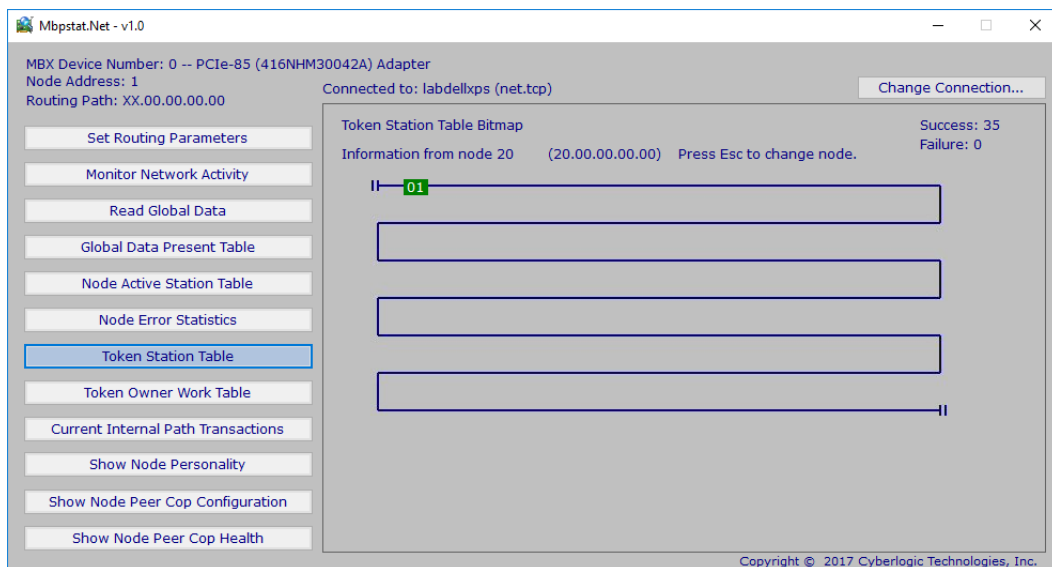 Mbpstat.Net - v1.0
MBX Device Number: 0 -- PCIe-85 (416NHM30042A) Adapter
Node Address: 1
Routing Path: XX.00.00.00.00
Connected to: labdellxps (net.tcp)
Change Connection...
Set Routing Parameters
Monitor Network Activity
Read Global Data
Global Data Present Table
Node Active Station Table
Node Error Statistics
Token Station Table
Token Owner Work Table
Current Internal Path Transactions
Show Node Personality
Show Node Peer Cop Configuration
Show Node Peer Cop Health
Token Station Table Bitmap
Success: 35
Failure: 0
Information from node 20 (20.00.00.00.00) Press Esc to change node.
01
Copyright © 2017 Cyberlogic Technologies, Inc.